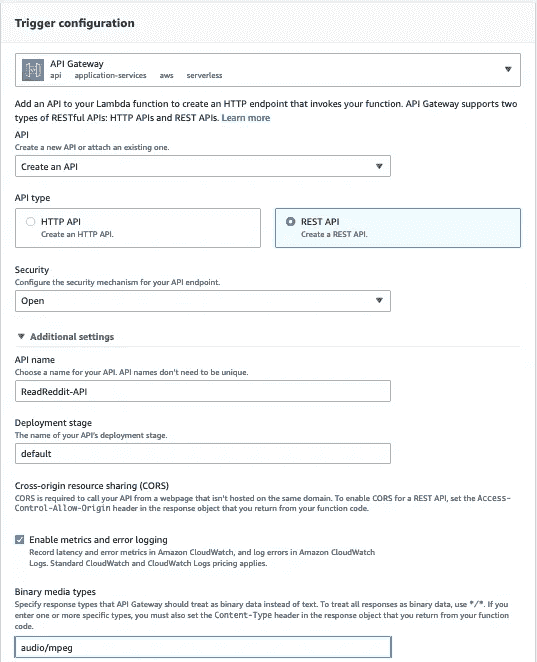 Trigger configuration
API Gateway
api application-services aws serverless
Add an API to your Lambda function to create an HTTP endpoint that invokes your function. API Gateway supports two
types of RESTful APIs: HTTP APIs and REST APIs. Learn more
API
Create a new API or attach an existing one.
Create an API
API type
HTTP API
Create an HTTP API.
REST API
Create a REST API.
Security
Configure the security mechanism for your API endpoint.
Open
Additional settings
API name
Choose a name for your API. API names don't need to be unique.
ReadReddit-API
Deployment stage
The name of your API's deployment stage.
default
Cross-origin resource sharing (CORS)
CORS is required to call your API from a webpage that isn't hosted on the same domain. To enable CORS for a REST API, set the Access-
Control-Allow-Origin header in the response object that you return from your function code.
Enable metrics and error logging
Record latency and error metrics in Amazon CloudWatch, and log errors in Amazon CloudWatch
Logs. Standard CloudWatch and CloudWatch Logs pricing applies.
Binary media types
Specify response types that API Gateway should treat as binary data instead of text. To treat all responses as binary data, use */*. If you
enter one or more specific types, you must also set the Content-Type header in the response object that you return from your function
code.
audio/mpeg